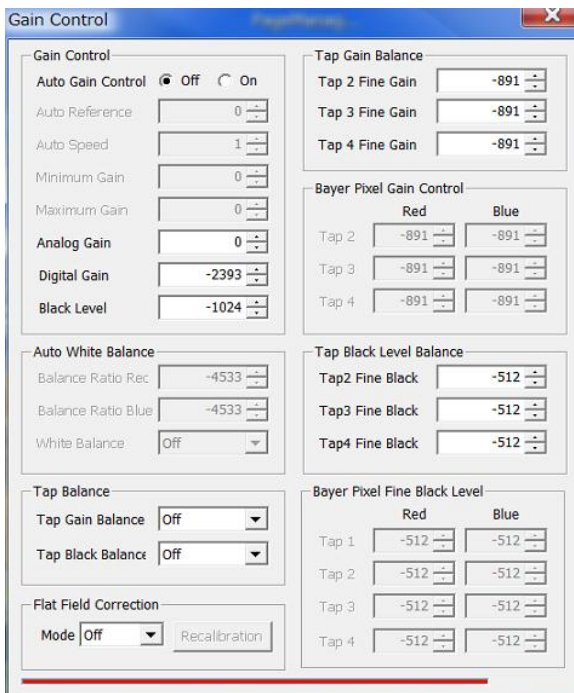 Gain Control
Gain Control
Auto Gain Control Off On
Auto Reference 0
Auto Speed 1
Minimum Gain 0
Maximum Gain 0
Analog Gain 0
Digital Gain -2393
Black Level -1024
Auto White Balance
Balance Ratio Rec -4533
Balance Ratio Blue -4533
White Balance Off
Tap Balance
Tap Gain Balance Off
Tap Black Balance Off
Flat Field Correction
Mode Off Recalibration
Tap Gain Balance
Tap 2 Fine Gain -891
Tap 3 Fine Gain -891
Tap 4 Fine Gain -891
Bayer Pixel Gain Control
Red Blue
Tap 2 -891 -891
Tap 3 -891 -891
Tap 4 -891 -891
Tap Black Level Balance
Tap2 Fine Black -512
Tap3 Fine Black -512
Tap4 Fine Black -512
Bayer Pixel Fine Black Level
Red Blue
Tap 1 -512 -512
Tap 2 -512 -512
Tap 3 -512 -512
Tap 4 -512 -512